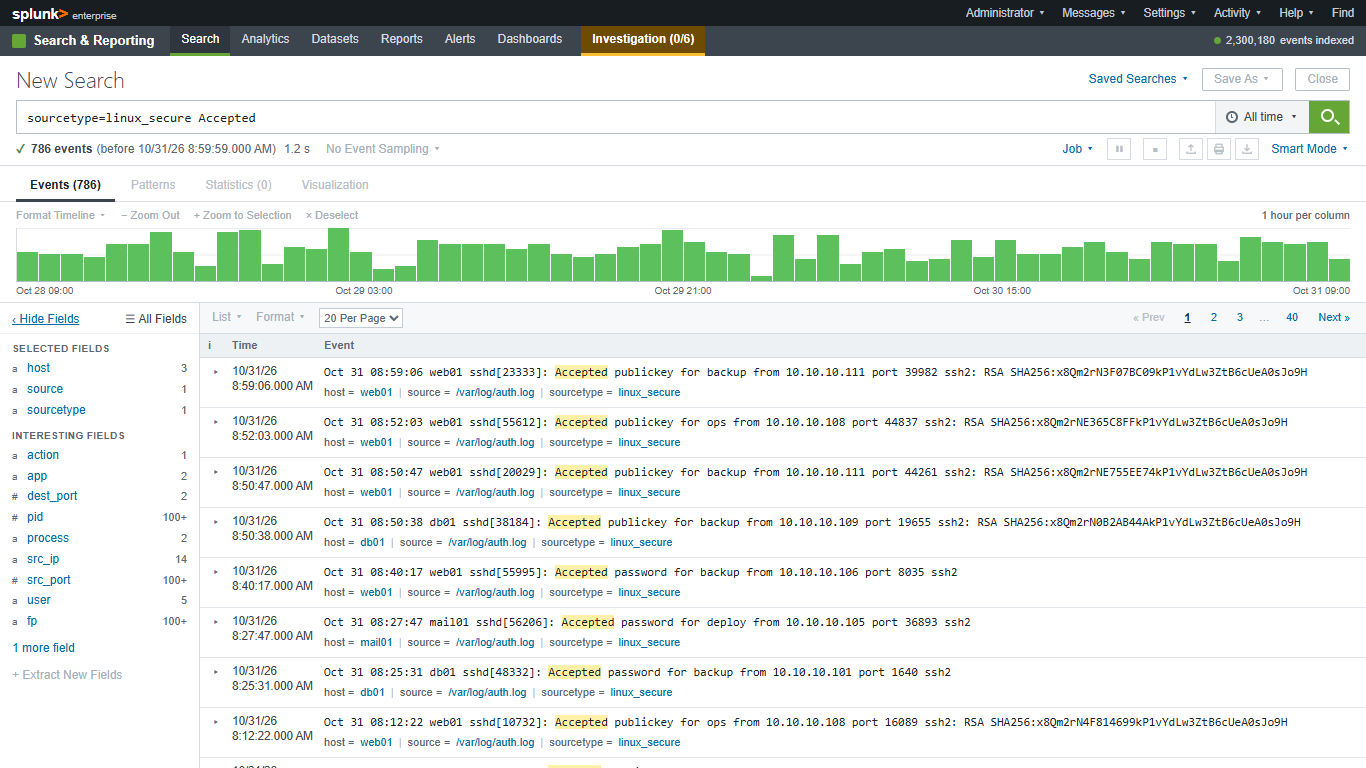 splunk> enterprise Administrator Messages Settings Activity Help Find
Search & Reporting Search Analytics Datasets Reports Alerts Dashboards Investigation (0/6) 2,300,180 events indexed
New Search Saved Searches Save As Close
sourcetype=linux_secure Accepted All time
✓ 786 events (before 10/31/26 8:59:59.000 AM) 1.2 s No Event Sampling Job Smart Mode
Events (786) Patterns Statistics (0) Visualization
Format Timeline − Zoom Out + Zoom to Selection × Deselect 1 hour per column
Oct 28 09:00 Oct 29 03:00 Oct 29 21:00 Oct 30 15:00 Oct 31 09:00
‹ Hide Fields ☰ All Fields List Format 20 Per Page « Prev 1 2 3 ... 40 Next »
i Time Event
SELECTED FIELDS
a host 3
a source 1
a sourcetype 1
INTERESTING FIELDS
a action 1
a app 2
# dest_port 2
# pid 100+
a process 2
a src_ip 14
# src_port 100+
a user 5
a fp 100+
1 more field
+ Extract New Fields
10/31/26 8:59:06.000 AM Oct 31 08:59:06 web01 sshd[23333]: Accepted publickey for backup from 10.10.10.111 port 39982 ssh2: RSA SHA256:x8Qm2rN3F07BC09kP1vYdLw3ZtB6cUeA0sJo9H
host = web01 | source = /var/log/auth.log | sourcetype = linux_secure
10/31/26 8:52:03.000 AM Oct 31 08:52:03 web01 sshd[55612]: Accepted publickey for ops from 10.10.10.108 port 44837 ssh2: RSA SHA256:x8Qm2rNE365C8FFkP1vYdLw3ZtB6cUeA0sJo9H
host = web01 | source = /var/log/auth.log | sourcetype = linux_secure
10/31/26 8:50:47.000 AM Oct 31 08:50:47 web01 sshd[20029]: Accepted publickey for backup from 10.10.10.111 port 44261 ssh2: RSA SHA256:x8Qm2rNE755EE74kP1vYdLw3ZtB6cUeA0sJo9H
host = web01 | source = /var/log/auth.log | sourcetype = linux_secure
10/31/26 8:50:38.000 AM Oct 31 08:50:38 db01 sshd[38184]: Accepted publickey for backup from 10.10.10.109 port 19655 ssh2: RSA SHA256:x8Qm2rN0B2AB44AkP1vYdLw3ZtB6cUeA0sJo9H
host = db01 | source = /var/log/auth.log | sourcetype = linux_secure
10/31/26 8:40:17.000 AM Oct 31 08:40:17 web01 sshd[55995]: Accepted password for backup from 10.10.10.106 port 8035 ssh2
host = web01 | source = /var/log/auth.log | sourcetype = linux_secure
10/31/26 8:27:47.000 AM Oct 31 08:27:47 mail01 sshd[56206]: Accepted password for deploy from 10.10.10.105 port 36893 ssh2
host = mail01 | source = /var/log/auth.log | sourcetype = linux_secure
10/31/26 8:25:31.000 AM Oct 31 08:25:31 db01 sshd[48332]: Accepted password for backup from 10.10.10.101 port 1640 ssh2
host = db01 | source = /var/log/auth.log | sourcetype = linux_secure
10/31/26 8:12:22.000 AM Oct 31 08:12:22 web01 sshd[10732]: Accepted publickey for ops from 10.10.10.108 port 16089 ssh2: RSA SHA256:x8Qm2rN4F814699kP1vYdLw3ZtB6cUeA0sJo9H
host = web01 | source = /var/log/auth.log | sourcetype = linux_secure